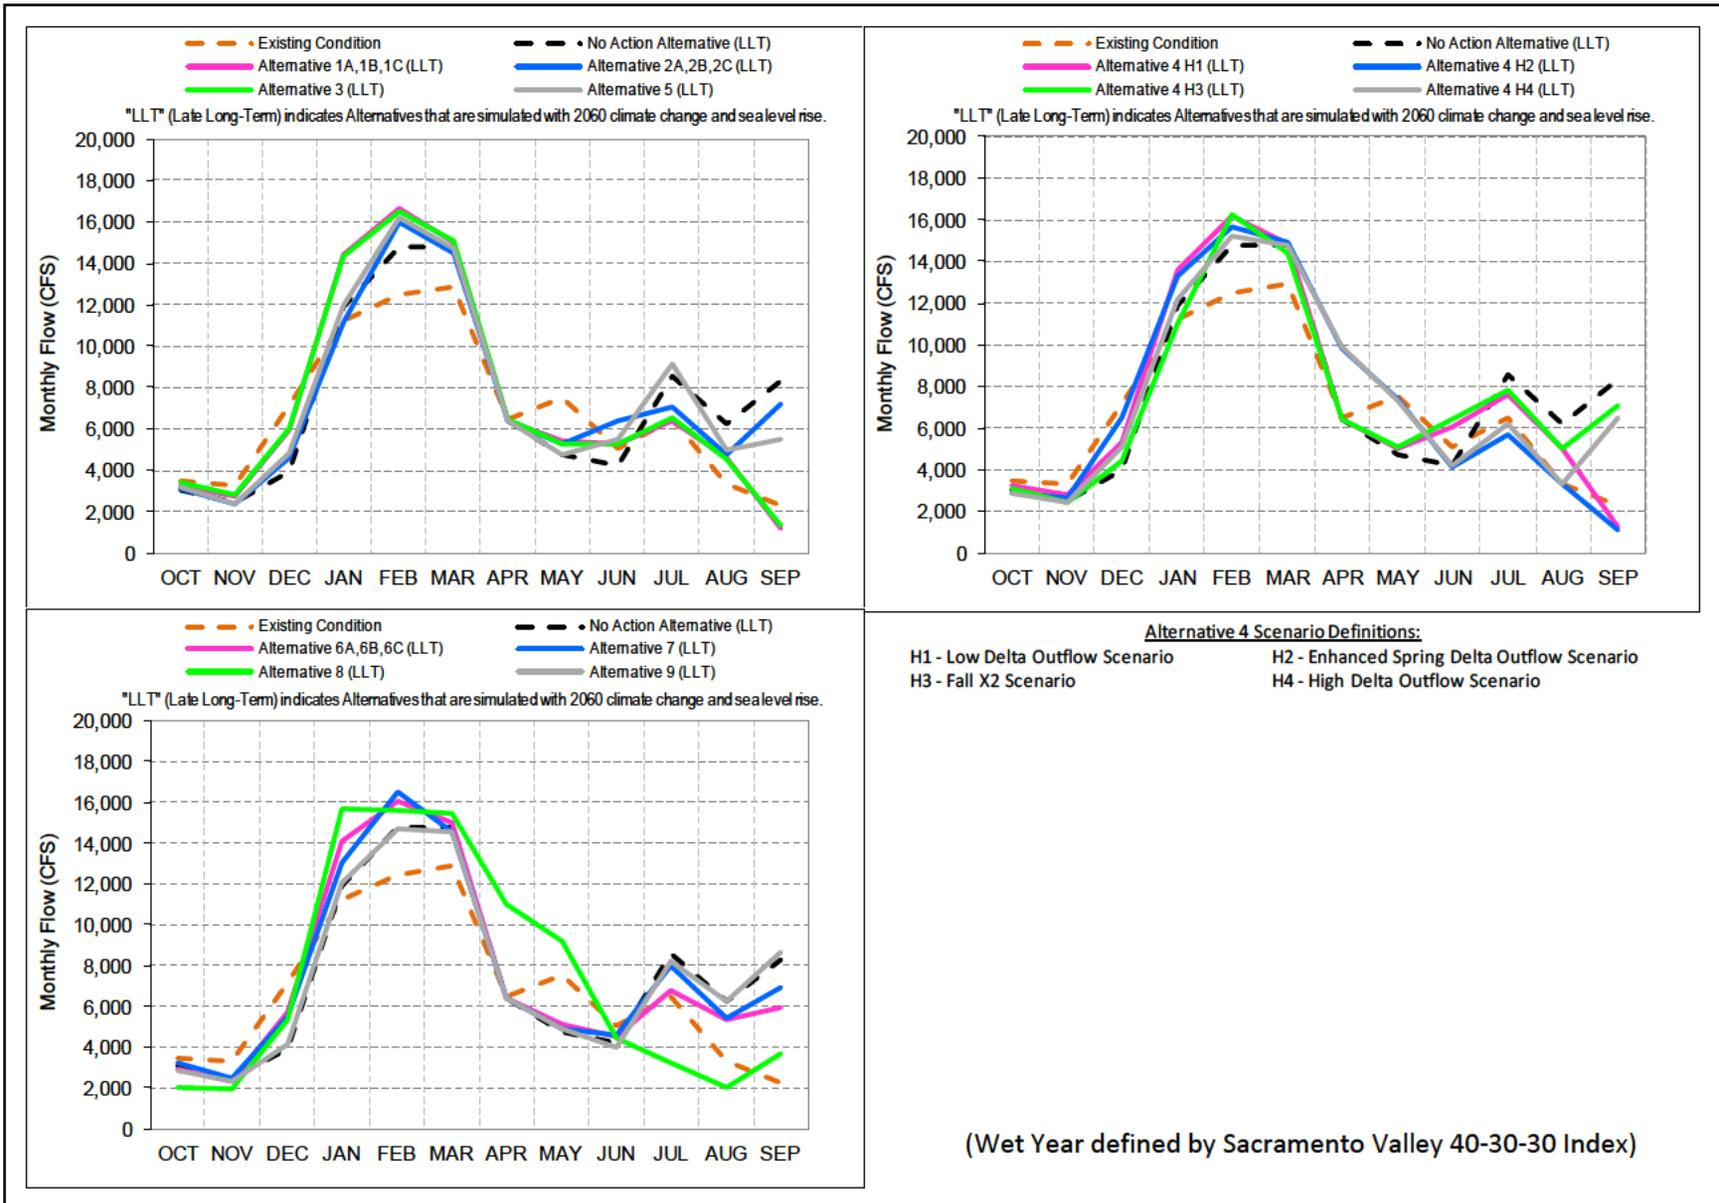 Existing Condition
No Action Alternative (LLT)
Alternative 1A,1B,1C (LLT)
Alternative 2A,2B,2C (LLT)
Alternative 3 (LLT)
Alternative 5 (LLT)
"LLT" (Late Long-Term) indicates Alternatives that are simulated with 2060 climate change and sea level rise.
Monthly Flow (CFS)
20,000
18,000
16,000
14,000
12,000
10,000
8,000
6,000
4,000
2,000
0
OCT NOV DEC JAN FEB MAR APR MAY JUN JUL AUG SEP
Existing Condition
No Action Alternative (LLT)
Alternative 4 H1 (LLT)
Alternative 4 H2 (LLT)
Alternative 4 H3 (LLT)
Alternative 4 H4 (LLT)
"LLT" (Late Long-Term) indicates Alternatives that are simulated with 2060 climate change and sea level rise.
Monthly Flow (CFS)
20,000
18,000
16,000
14,000
12,000
10,000
8,000
6,000
4,000
2,000
0
OCT NOV DEC JAN FEB MAR APR MAY JUN JUL AUG SEP
Existing Condition
No Action Alternative (LLT)
Alternative 6A,6B,6C (LLT)
Alternative 7 (LLT)
Alternative 8 (LLT)
Alternative 9 (LLT)
"LLT" (Late Long-Term) indicates Alternatives that are simulated with 2060 climate change and sea level rise.
Monthly Flow (CFS)
20,000
18,000
16,000
14,000
12,000
10,000
8,000
6,000
4,000
2,000
0
OCT NOV DEC JAN FEB MAR APR MAY JUN JUL AUG SEP
Alternative 4 Scenario Definitions:
H1 - Low Delta Outflow Scenario
H2 - Enhanced Spring Delta Outflow Scenario
H3 - Fall X2 Scenario
H4 - High Delta Outflow Scenario
(Wet Year defined by Sacramento Valley 40-30-30 Index)